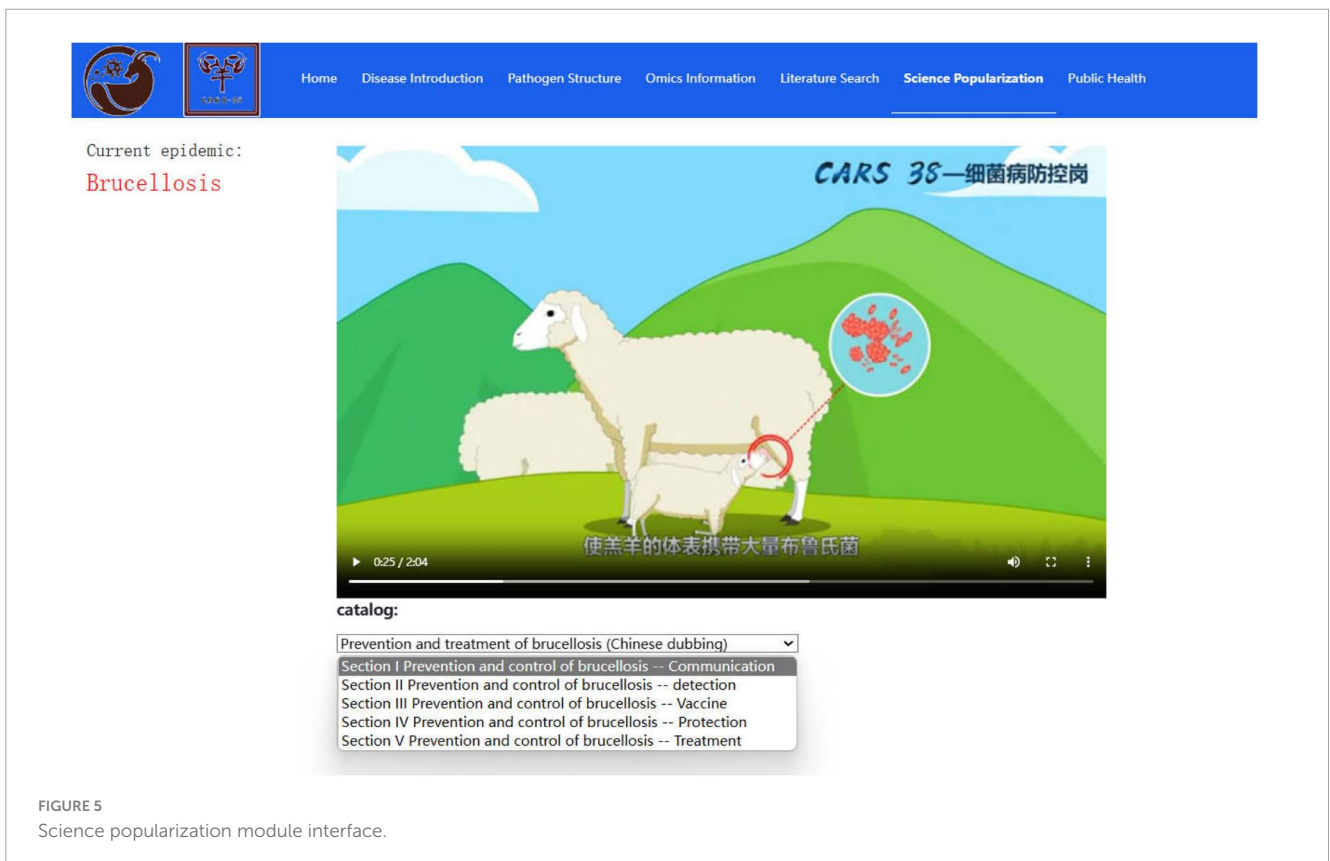 Home Disease Introduction Pathogen Structure Omics Information Literature Search Science Popularization Public Health
Current epidemic:
Brucellosis
CARS 38—细菌病防控岗
使羔羊的体表携带大量布鲁氏菌
0:25 / 2:04
catalog:
Prevention and treatment of brucellosis (Chinese dubbing)
Section I Prevention and control of brucellosis -- Communication
Section II Prevention and control of brucellosis -- detection
Section III Prevention and control of brucellosis -- Vaccine
Section IV Prevention and control of brucellosis -- Protection
Section V Prevention and control of brucellosis -- Treatment
FIGURE 5
Science popularization module interface.